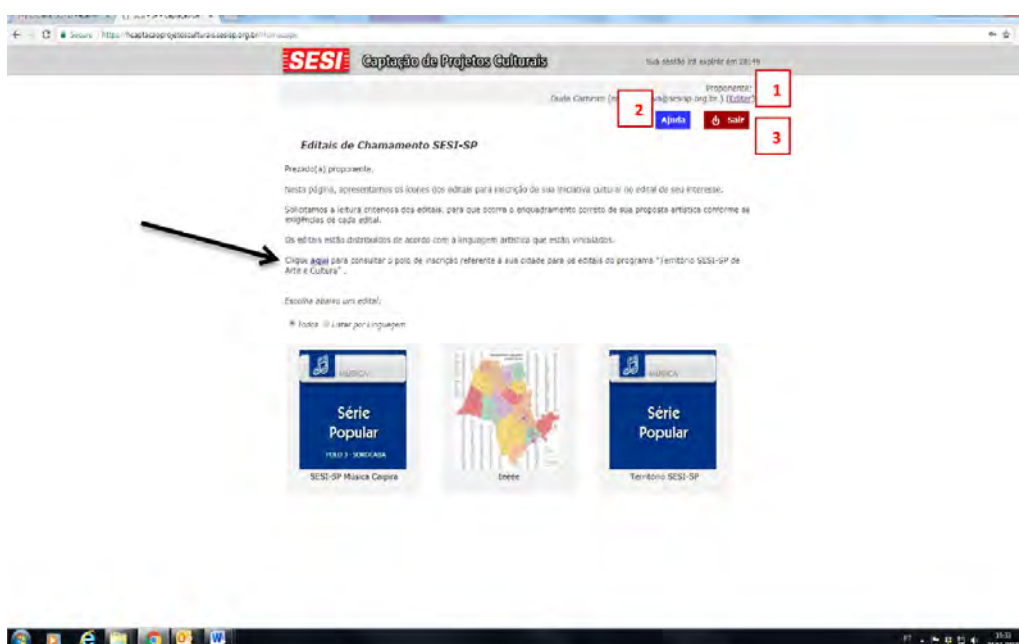 SESI Captação de Projetos Culturais
Sua sessão irá expirar em
Proponente:
(Editar)
1
2
Ajuda
Sair
3
Editais de Chamamento SESI-SP
Prezado(a) proponente,
Nesta página, apresentamos os ícones dos editais para inscrição de sua iniciativa cultural no edital de seu interesse.
Solicitamos a leitura criteriosa dos editais, para que ocorra o enquadramento correto de sua proposta artística conforme as
exigências de cada edital.
Os editais estão distribuídos de acordo com a linguagem artística que estão vinculados.
Clique aqui para consultar o polo de inscrição referente à sua cidade para os editais do programa "Território SESI-SP de
Arte e Cultura" .
Escolha abaixo um edital:
Todos Listar por Linguagem
MÚSICA
Série
Popular
POLO 3 - SOROCABA
SESI-SP Música Caipira
MÚSICA
Série
Popular
Território SESI-SP